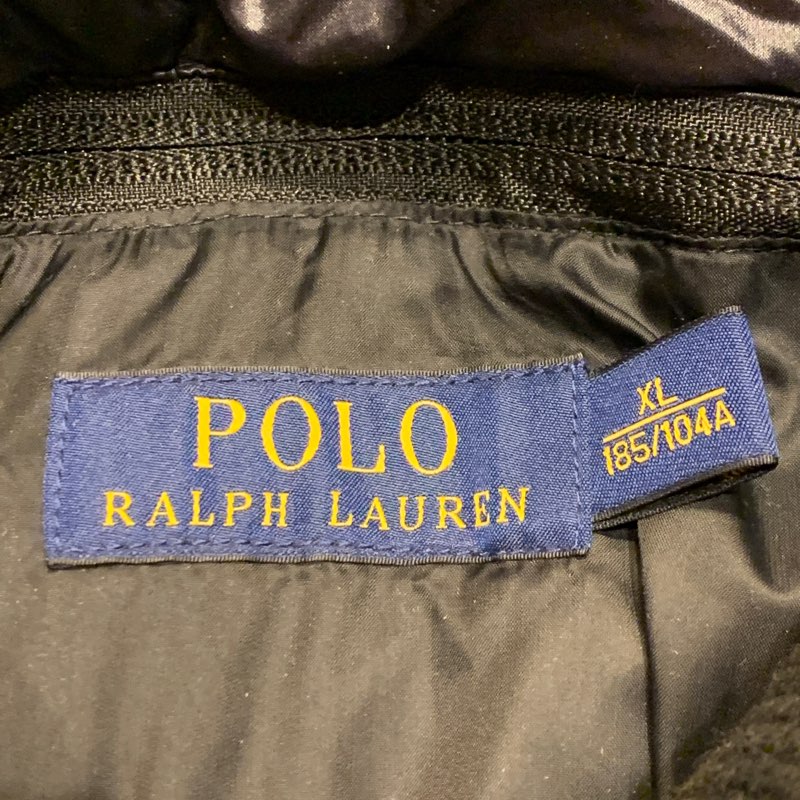 POLO
RALPH LAUREN
XL
185/104A